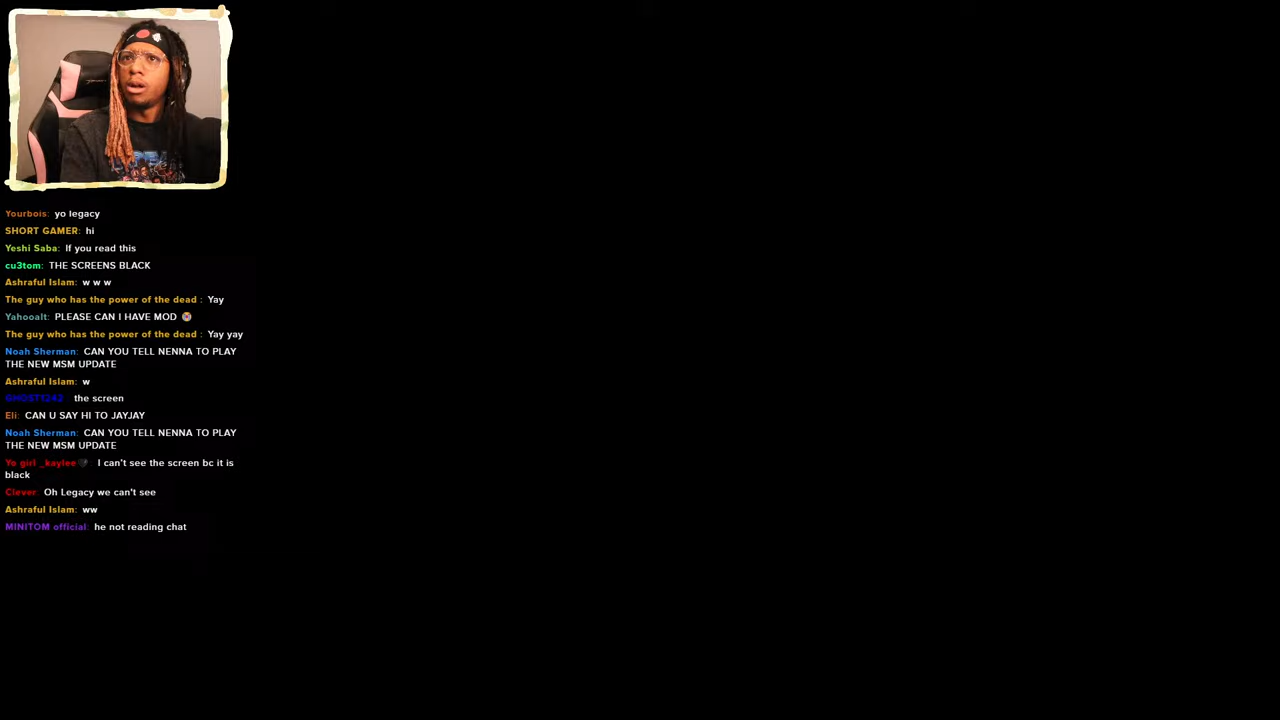 Yourbois: yo legacy
SHORT GAMER: hi
Yeshi Saba: If you read this
cu3tom: THE SCREENS BLACK
Ashraful Islam: w w w
The guy who has the power of the dead : Yay
Yahooalt: PLEASE CAN I HAVE MOD
The guy who has the power of the dead : Yay yay
Noah Sherman: CAN YOU TELL NENNA TO PLAY
THE NEW MSM UPDATE
Ashraful Islam: w
the screen
Eli: CAN U SAY HI TO JAYJAY
Noah Sherman: CAN YOU TELL NENNA TO PLAY
THE NEW MSM UPDATE
Yo girl _kaylee🖤: I can't see the screen bc it is
black
Clever: Oh Legacy we can't see
Ashraful Islam: ww
MINITOM official: he not reading chat